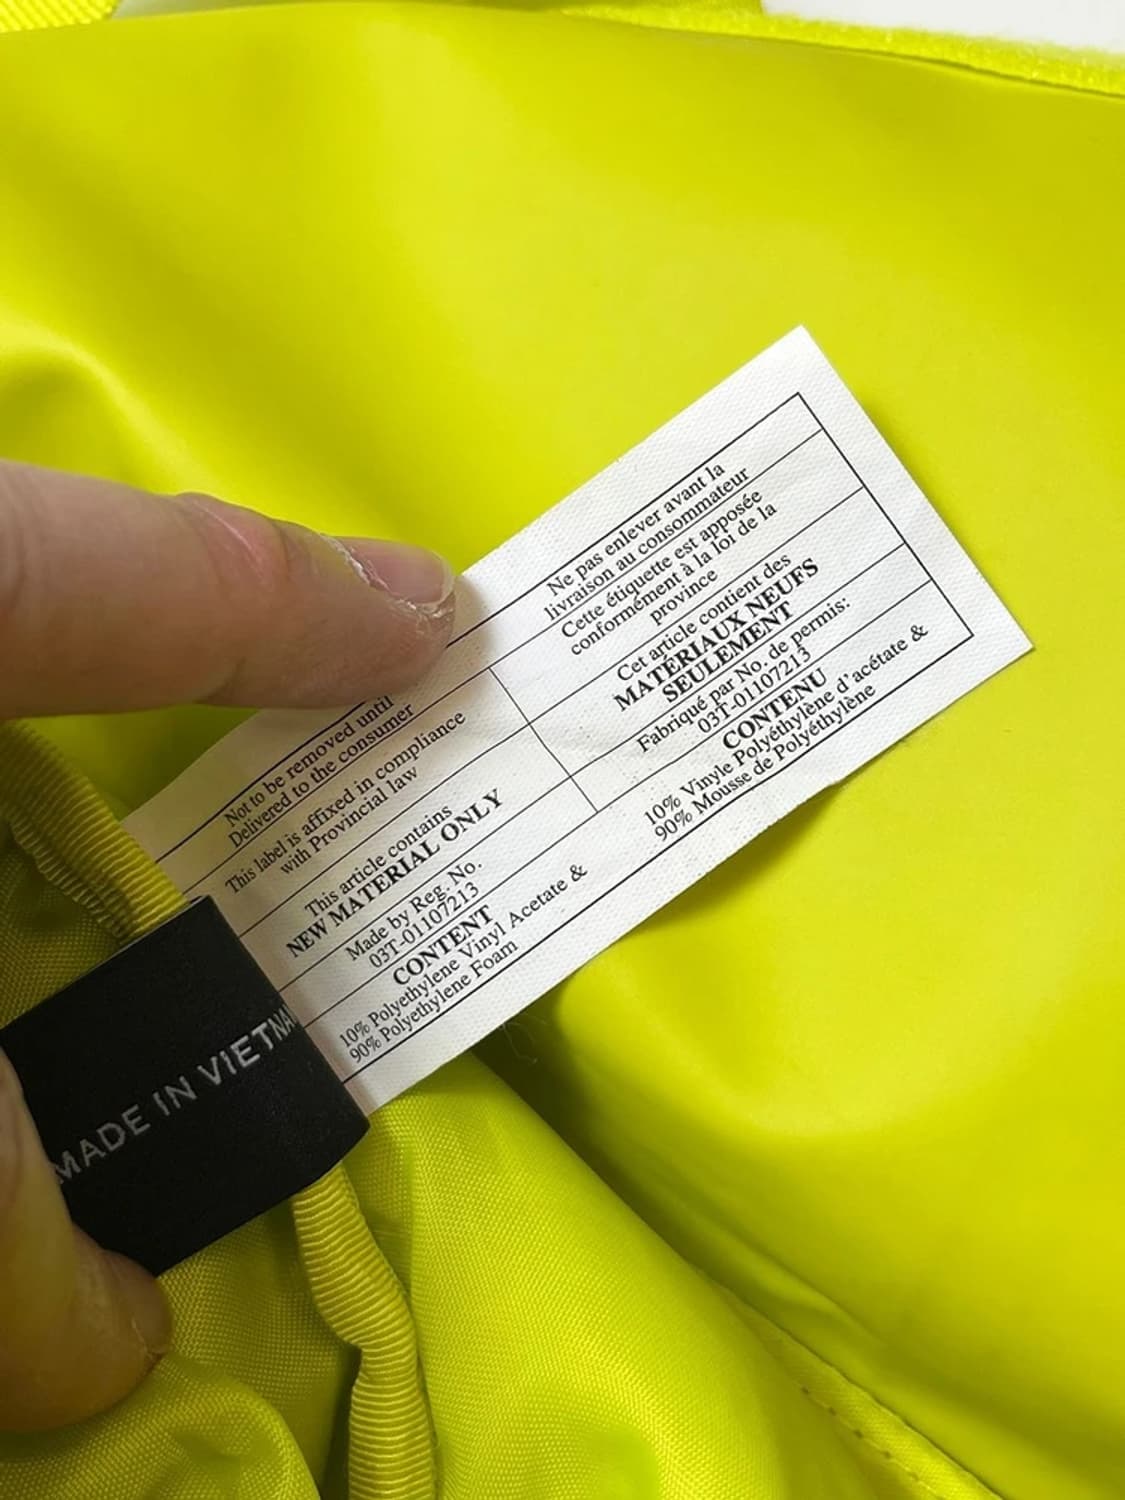 Not to be removed until
Delivered to the consumer
This label is affixed in compliance
with Provincial law
This article contains
NEW MATERIAL ONLY
Made by Reg. No.
03T-01107213
CONTENT
10% Polyethylene Vinyl Acetate &
90% Polyethylene Foam
Ne pas enlever avant la
livraison au consommateur
Cette étiquette est apposée
conformément à la loi de la
province
Cet article contient des
MATÉRIAUX NEUFS
SEULEMENT
Fabriqué par No. de permis:
03T-01107213
CONTENU
10% Vinyle Polyéthylène d'acétate &
90% Mousse de Polyéthylène
MADE IN VIETNA